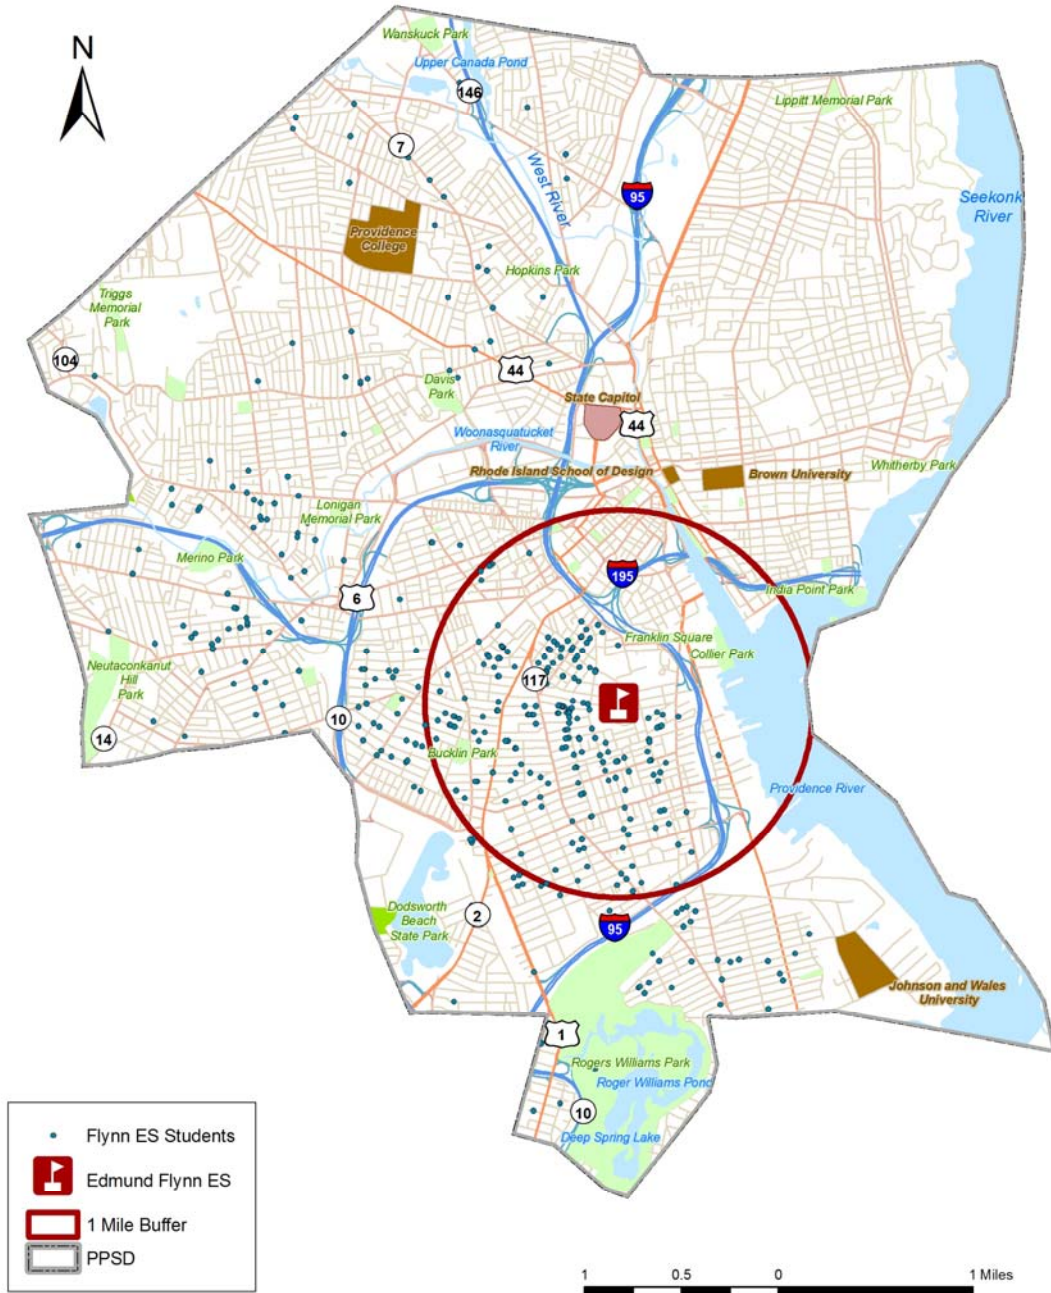 N
Wanskuck Park
Upper Canada Pond
146
Lippitt Memorial Park
7
West River
95
Seekonk
River
Providence
College
Hopkins Park
Triggs
Memorial
Park
104
44
Davis
Park
State Capitol
44
Woonasquatucket
River
Rhode Island School of Design
Brown University
Whitherby Park
Lonigan
Memorial Park
Merino Park
195
6
India Point Park
Franklin Square
Collier Park
Neutaconkanut
Hill
Park
117
10
14
Bucklin Park
Providence River
Dodsworth
Beach
State Park
2
95
Johnson and Wales
University
1
Rogers Williams Park
Roger Williams Pond
10
Deep Spring Lake
Flynn ES Students
Edmund Flynn ES
1 Mile Buffer
PPSD
1 0.5 0 1 Miles